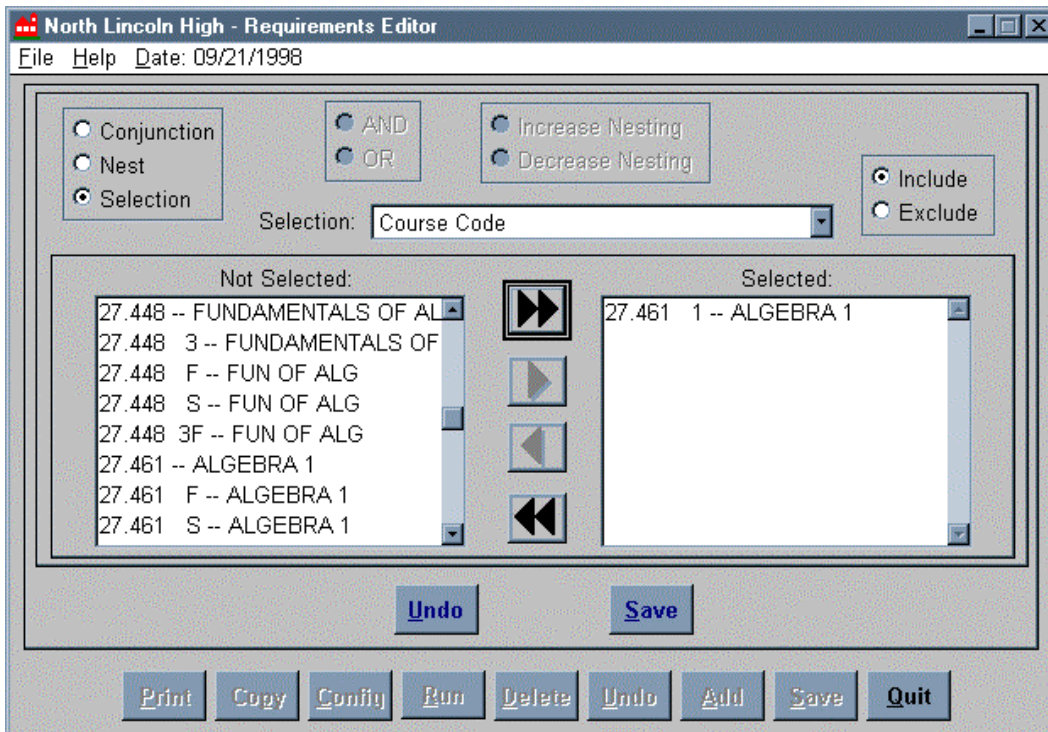 North Lincoln High - Requirements Editor
File Help Date: 09/21/1998
Conjunction
Nest
Selection
AND
OR
Increase Nesting
Decrease Nesting
Include
Exclude
Selection: Course Code
Not Selected:
27.448 -- FUNDAMENTALS OF AL
27.448 3 -- FUNDAMENTALS OF
27.448 F -- FUN OF ALG
27.448 S -- FUN OF ALG
27.448 3F -- FUN OF ALG
27.461 -- ALGEBRA 1
27.461 F -- ALGEBRA 1
27.461 S -- ALGEBRA 1
Selected:
27.461 1 -- ALGEBRA 1
Undo Save
Print Copy Config Run Delete Undo Add Save Quit